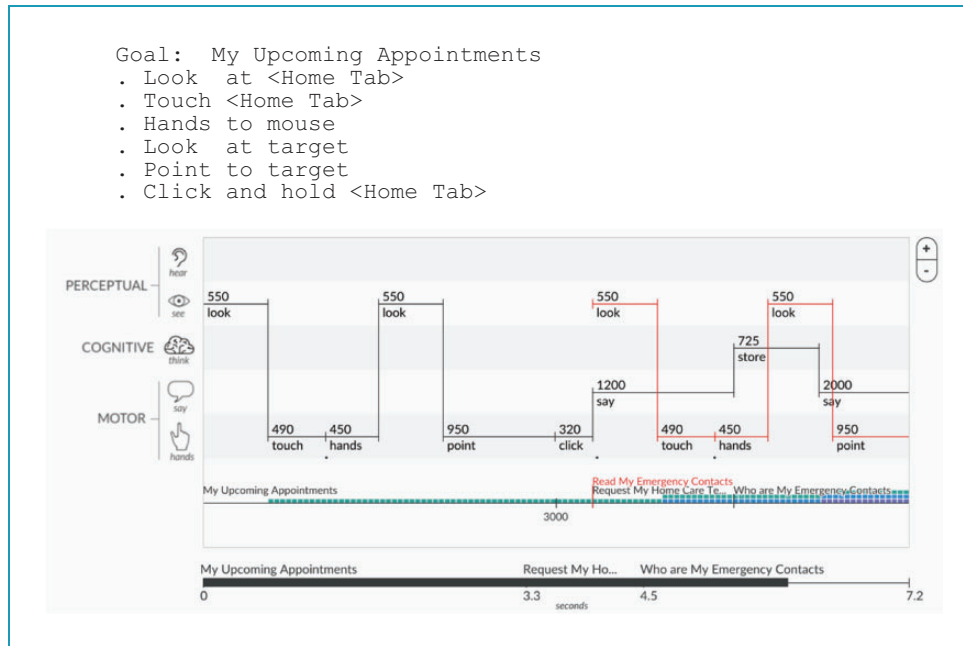 Goal:  My Upcoming Appointments
. Look  at <Home Tab>
. Touch <Home Tab>
. Hands to mouse
. Look  at target
. Point to target
. Click and hold <Home Tab>
+
-
hear
PERCEPTUAL
see
550 550 550 550
look look look look
COGNITIVE
think
725
store
1200 2000
say say
say
MOTOR
490 450 950 320 490 450 950
touch hands point click touch hands point
hands
Read My Emergency Contacts
My Upcoming Appointments Request My Home Care Te... Who are My Emergency Contacts
3000
My Upcoming Appointments Request My Ho... Who are My Emergency Contacts
0 3.3 4.5 7.2
seconds